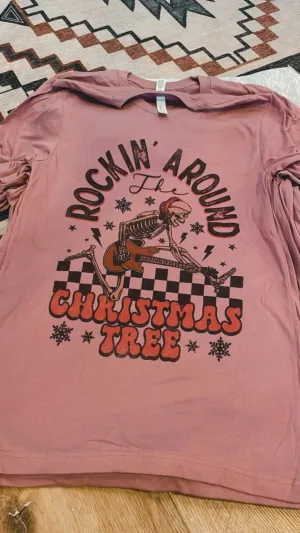 ROCKIN' AROUND
The
CHRISTMAS
TREE